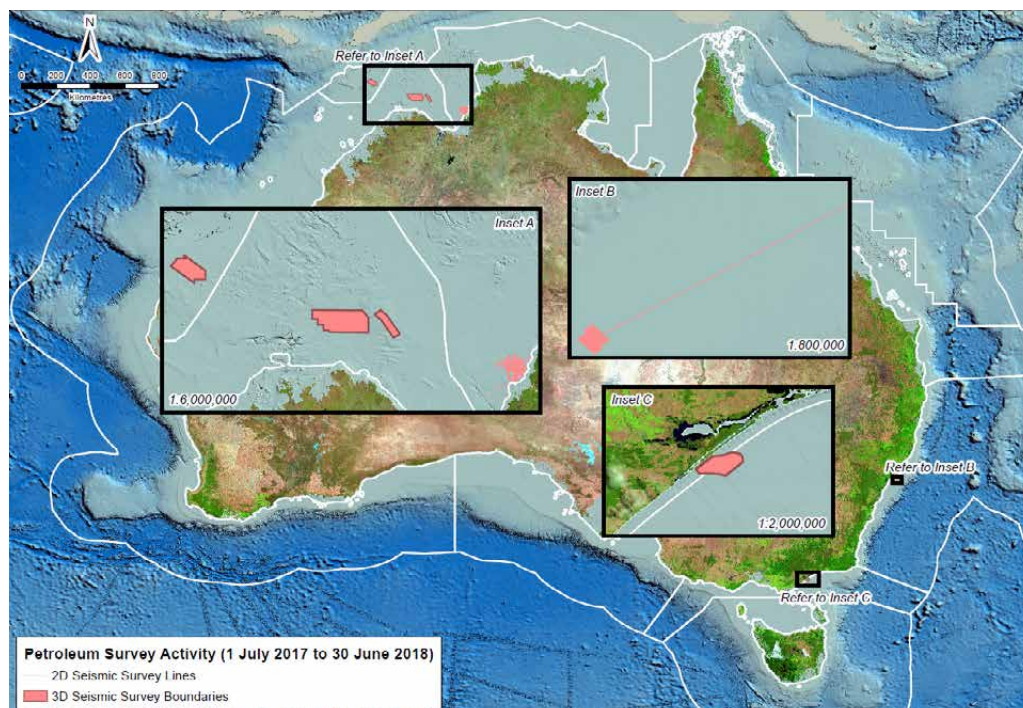 N
0 200 400 600 800
Kilometres
Refer to Inset A
Inset A
1:6,000,000
Inset B
1:800,000
Inset C
1:2,000,000
Refer to Inset B
Refer to Inset C
Petroleum Survey Activity (1 July 2017 to 30 June 2018)
2D Seismic Survey Lines
3D Seismic Survey Boundaries